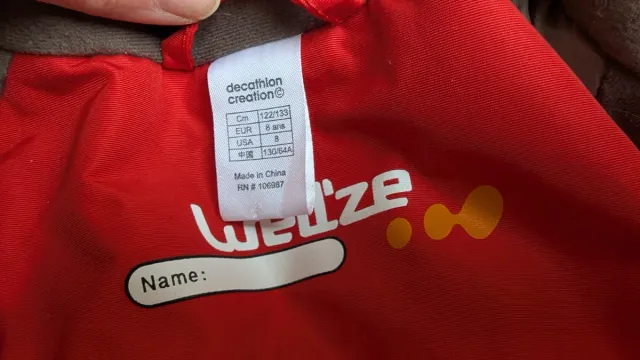 decathlon
creation©
Cm 122/133
EUR 8 ans
USA 8
中国 130/64A
Made in China
RN # 106987
wed'ze
Name: